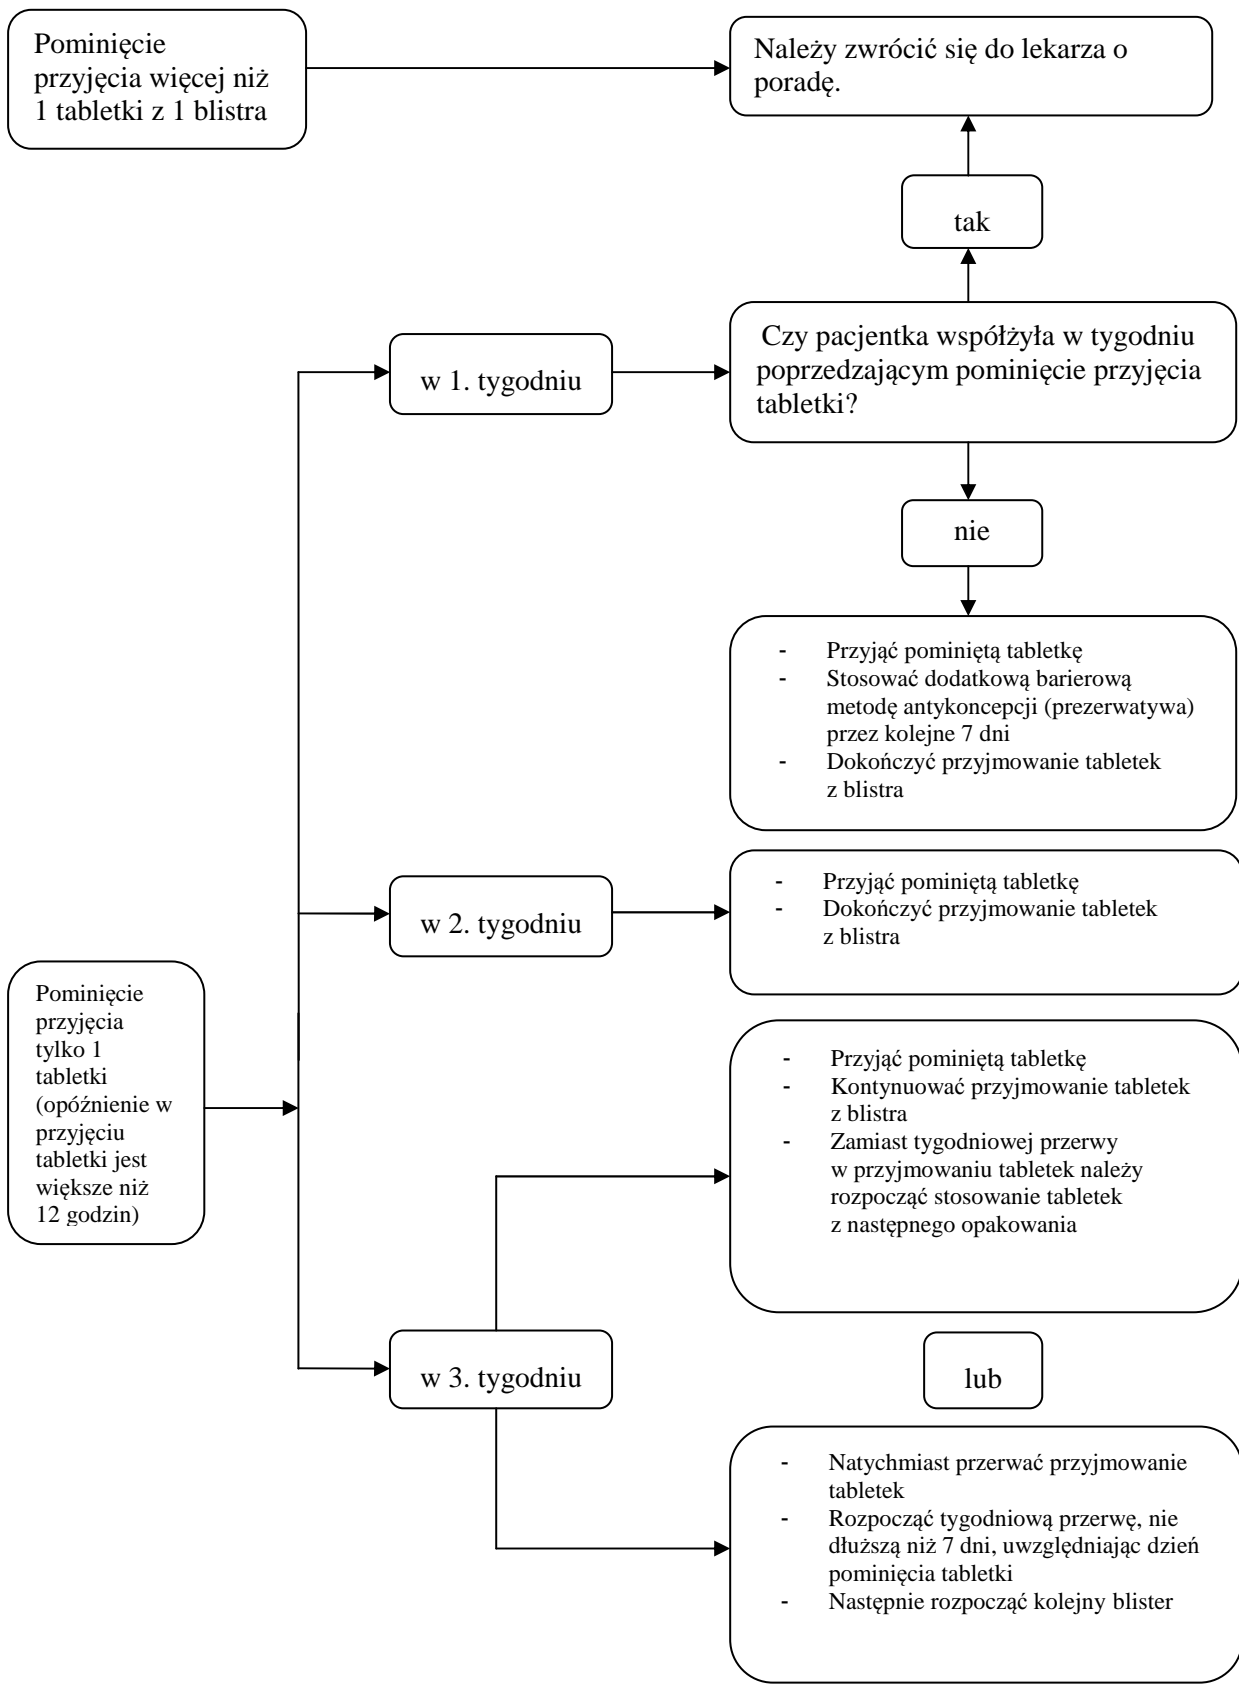 Pominięcie
przyjęcia więcej niż
1 tabletki z 1 blistra
Należy zwrócić się do lekarza o
poradę.
tak
Czy pacjentka współżyła w tygodniu
poprzedzającym pominięcie przyjęcia
tabletki?
w 1. tygodniu
nie
- Przyjąć pominiętą tabletkę
- Stosować dodatkową barierową
metodę antykoncepcji (prezerwatywa)
przez kolejne 7 dni
- Dokończyć przyjmowanie tabletek
z blistra
w 2. tygodniu
- Przyjąć pominiętą tabletkę
- Dokończyć przyjmowanie tabletek
z blistra
Pominięcie
przyjęcia
tylko 1
tabletki
(opóźnienie w
przyjęciu
tabletki jest
większe niż
12 godzin)
- Przyjąć pominiętą tabletkę
- Kontynuować przyjmowanie tabletek
z blistra
- Zamiast tygodniowej przerwy
w przyjmowaniu tabletek należy
rozpocząć stosowanie tabletek
z następnego opakowania
w 3. tygodniu
lub
- Natychmiast przerwać przyjmowanie
tabletek
- Rozpocząć tygodniową przerwę, nie
dłuższą niż 7 dni, uwzględniając dzień
pominięcia tabletki
- Następnie rozpocząć kolejny blister